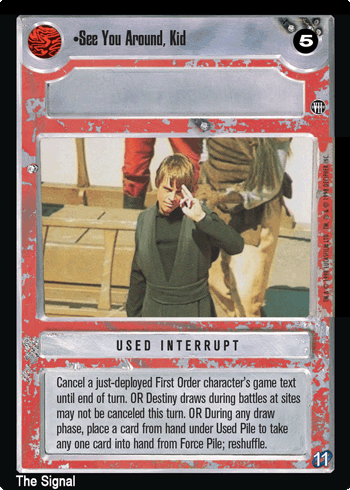 •See You Around, Kid
5
USED INTERRUPT
Cancel a just-deployed First Order character's game text
until end of turn. OR Destiny draws during battles at sites
may not be canceled this turn. OR During any draw
phase, place a card from hand under Used Pile to take
any one card into hand from Force Pile; reshuffle.
11
The Signal